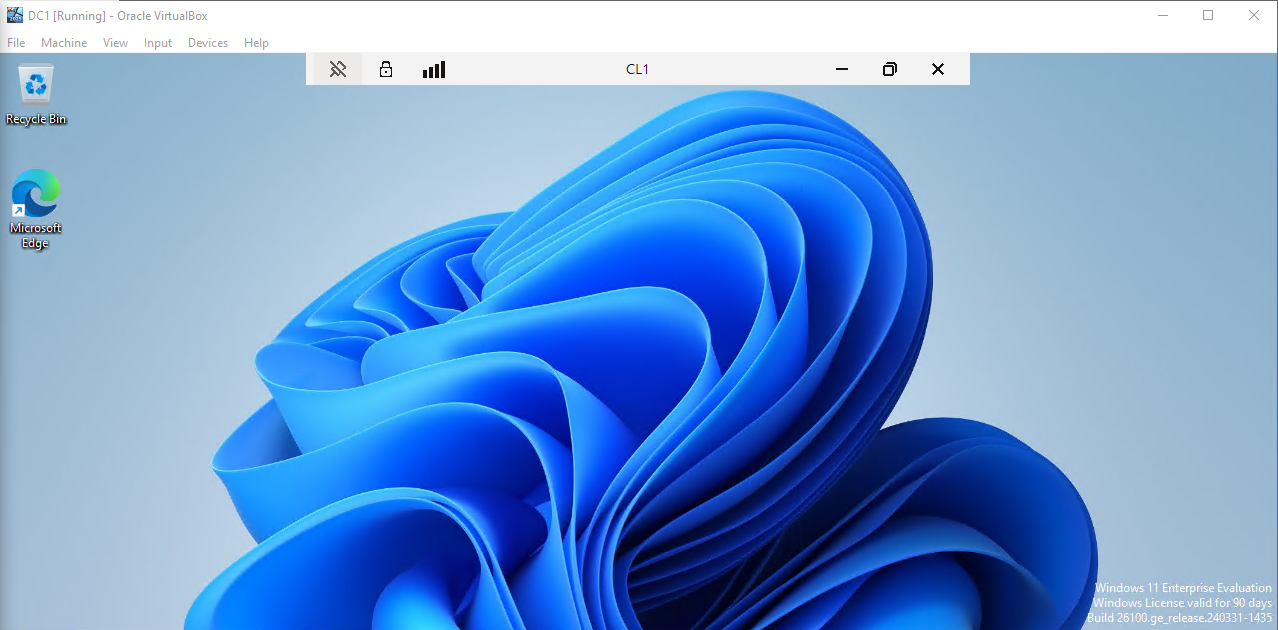 DC1 [Running] - Oracle VirtualBox
File Machine View Input Devices Help
CL1
Recycle Bin
Microsoft
Edge
Windows 11 Enterprise Evaluation
Windows License valid for 90 days
Build 26100.ge_release.240331-1435